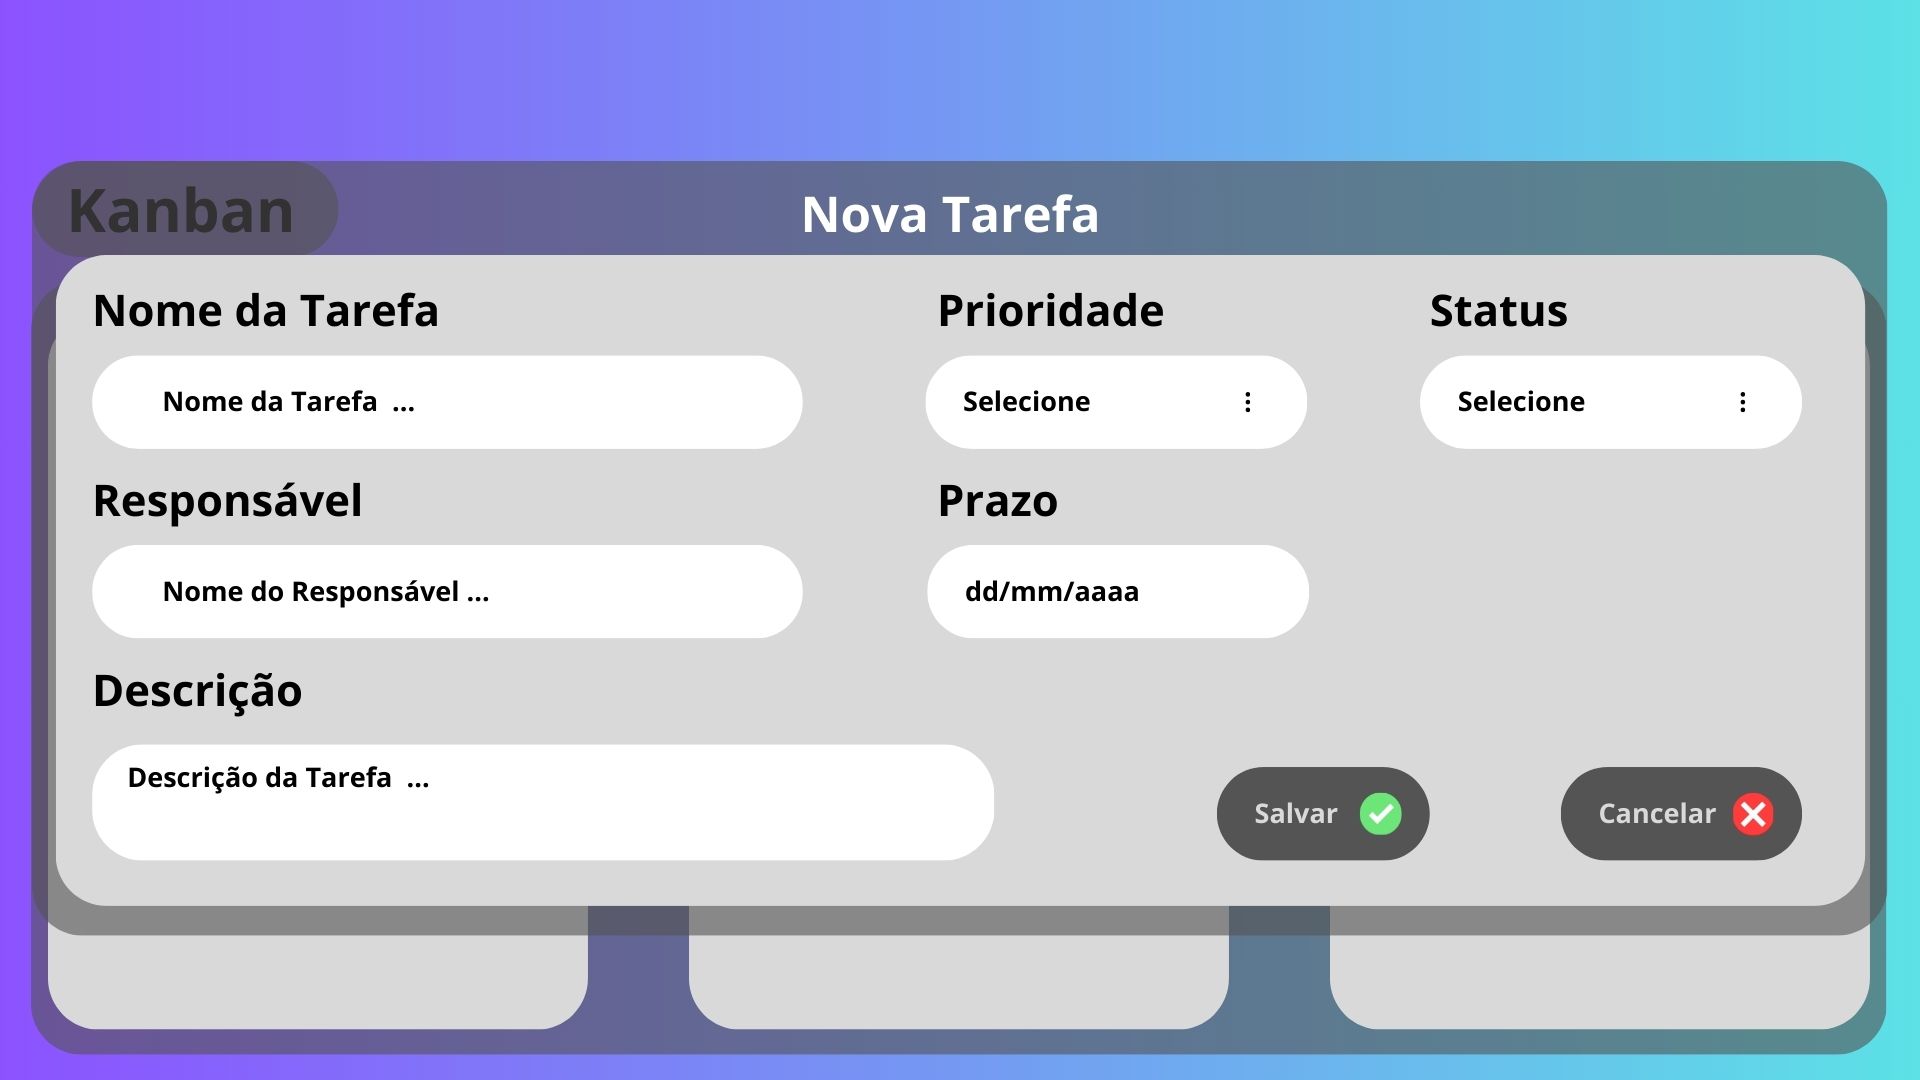 Kanban
Nova Tarefa
Nome da Tarefa
Prioridade
Status
Nome da Tarefa ...
Selecione
Selecione
Responsável
Prazo
Nome do Responsável ...
dd/mm/aaaa
Descrição
Descrição da Tarefa ...
Salvar
Cancelar